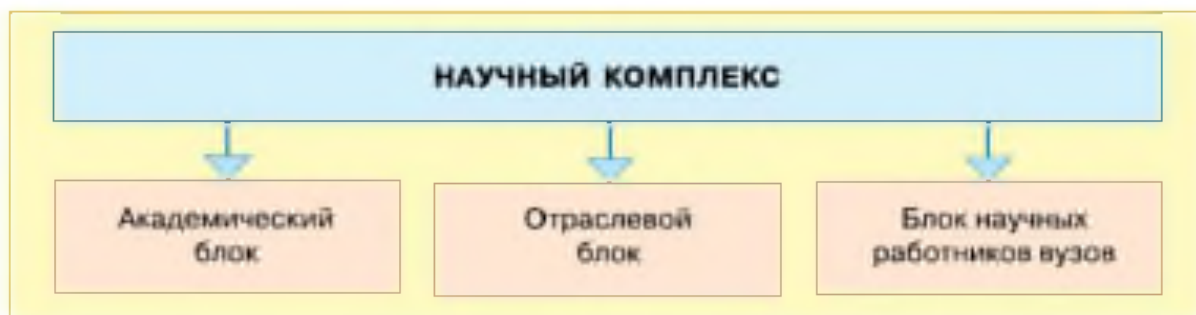 НАУЧНЫЙ КОМПЛЕКС
Академический
блок
Отраслевой
блок
Блок научных
работников вузов